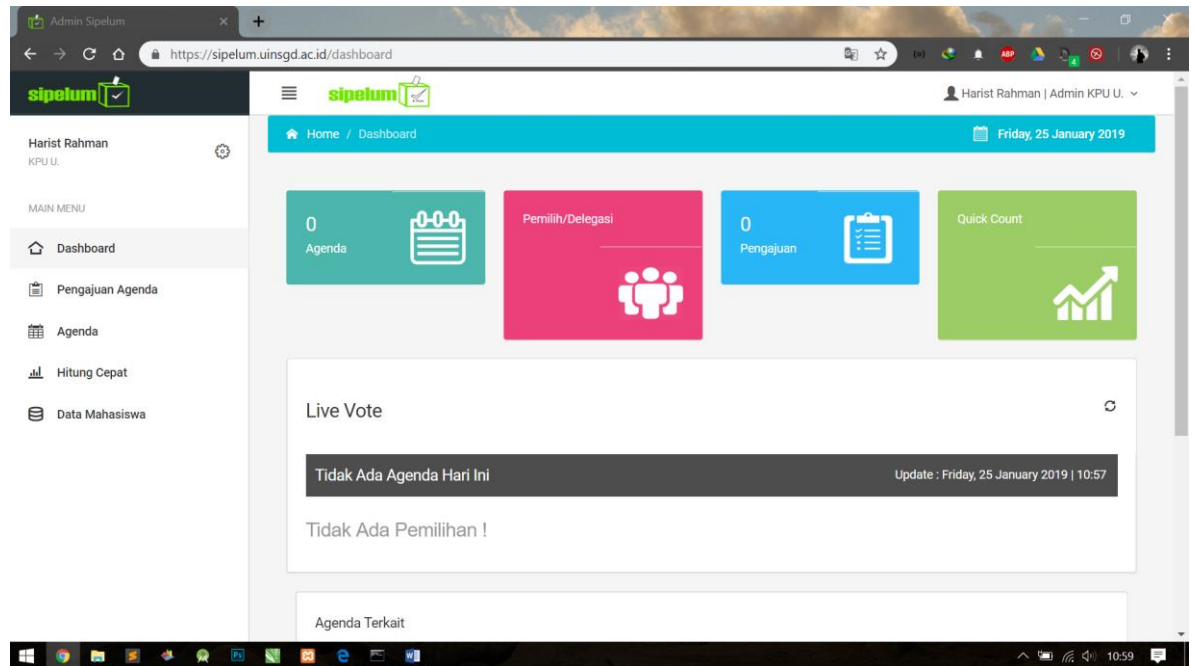 Admin Sipelum
https://sipelum.uinsgd.ac.id/dashboard
ABP
4
sipelum
sipelum
Harist Rahman | Admin KPU U.
Harist Rahman
KPU U.
Home / Dashboard
Friday, 25 January 2019
MAIN MENU
Dashboard
Pengajuan Agenda
Agenda
Hitung Cepat
Data Mahasiswa
0
Agenda
Pemilih/Delegasi
0
Pengajuan
Quick Count
Live Vote
Tidak Ada Agenda Hari Ini
Update : Friday, 25 January 2019 | 10:57
Tidak Ada Pemilihan !
Agenda Terkait
Ps
10:59